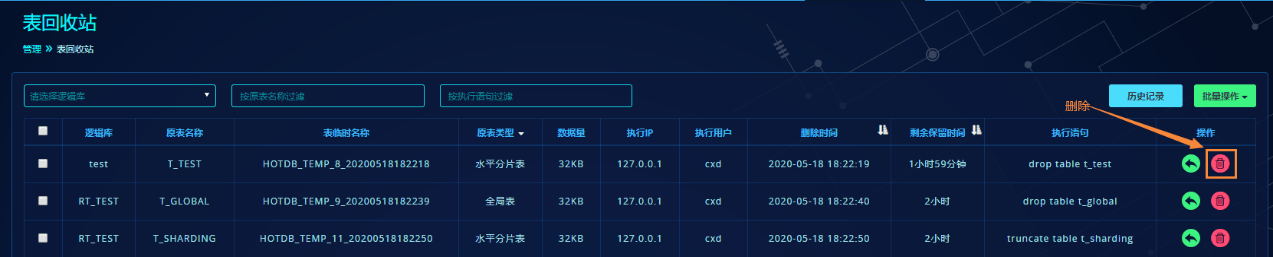 表回收站
管理 » 表回收站
请选择逻辑库 按原表名称过滤 按执行语句过滤 历史记录 批量操作
删除
逻辑库 原表名称 表临时名称 原表类型 数据量 执行IP 执行用户 删除时间 剩余保留时间 执行语句 操作
test T_TEST HOTDB_TEMP_8_20200518182218 水平分片表 32KB 127.0.0.1 cxd 2020-05-18 18:22:19 1小时59分钟 drop table t_test
RT_TEST T_GLOBAL HOTDB_TEMP_9_20200518182239 全局表 32KB 127.0.0.1 cxd 2020-05-18 18:22:40 2小时 drop table t_global
RT_TEST T_SHARDING HOTDB_TEMP_11_20200518182250 水平分片表 32KB 127.0.0.1 cxd 2020-05-18 18:22:50 2小时 truncate table t_sharding